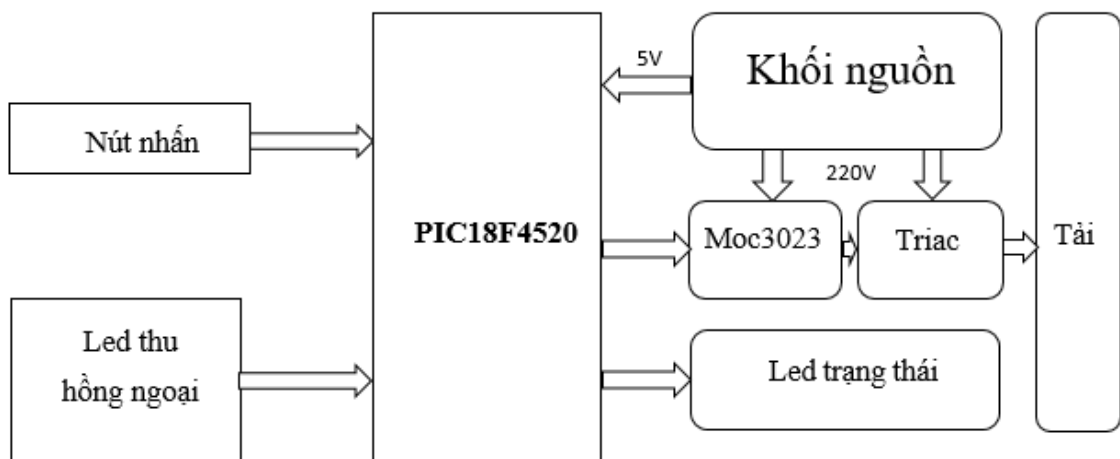 5V
Khối nguồn
Nút nhấn
220V
PIC18F4520
Moc3023
Triac
Tải
Led thu
hồng ngoại
Led trạng thái